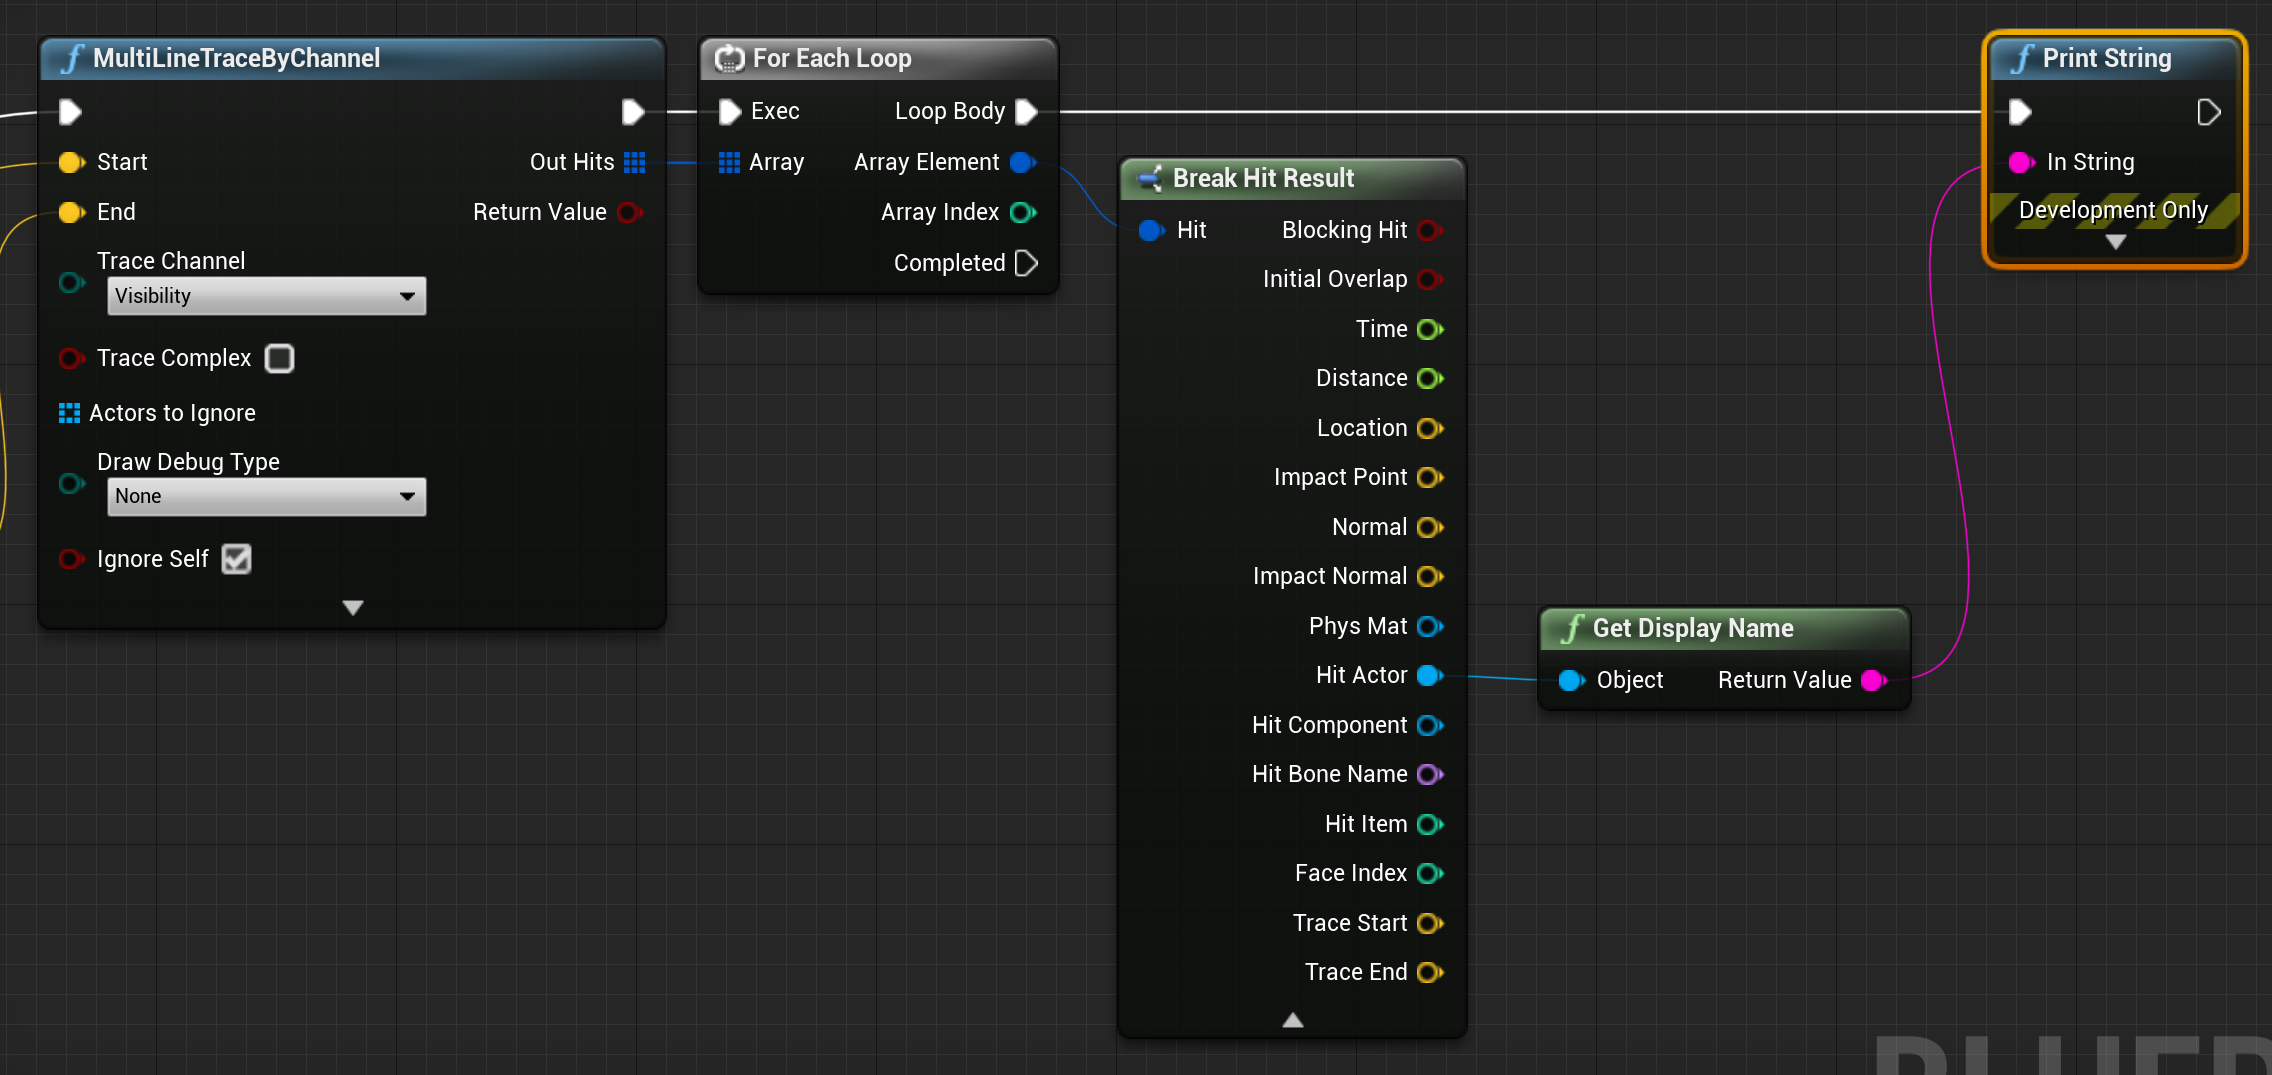 MultiLineTraceByChannel
Start
Out Hits
End
Return Value
Trace Channel
Visibility
Trace Complex
Actors to Ignore
Draw Debug Type
None
Ignore Self
For Each Loop
Exec
Loop Body
Array
Array Element
Array Index
Completed
Break Hit Result
Hit
Blocking Hit
Initial Overlap
Time
Distance
Location
Impact Point
Normal
Impact Normal
Phys Mat
Hit Actor
Hit Component
Hit Bone Name
Hit Item
Face Index
Trace Start
Trace End
Get Display Name
Object
Return Value
Print String
In String
Development Only